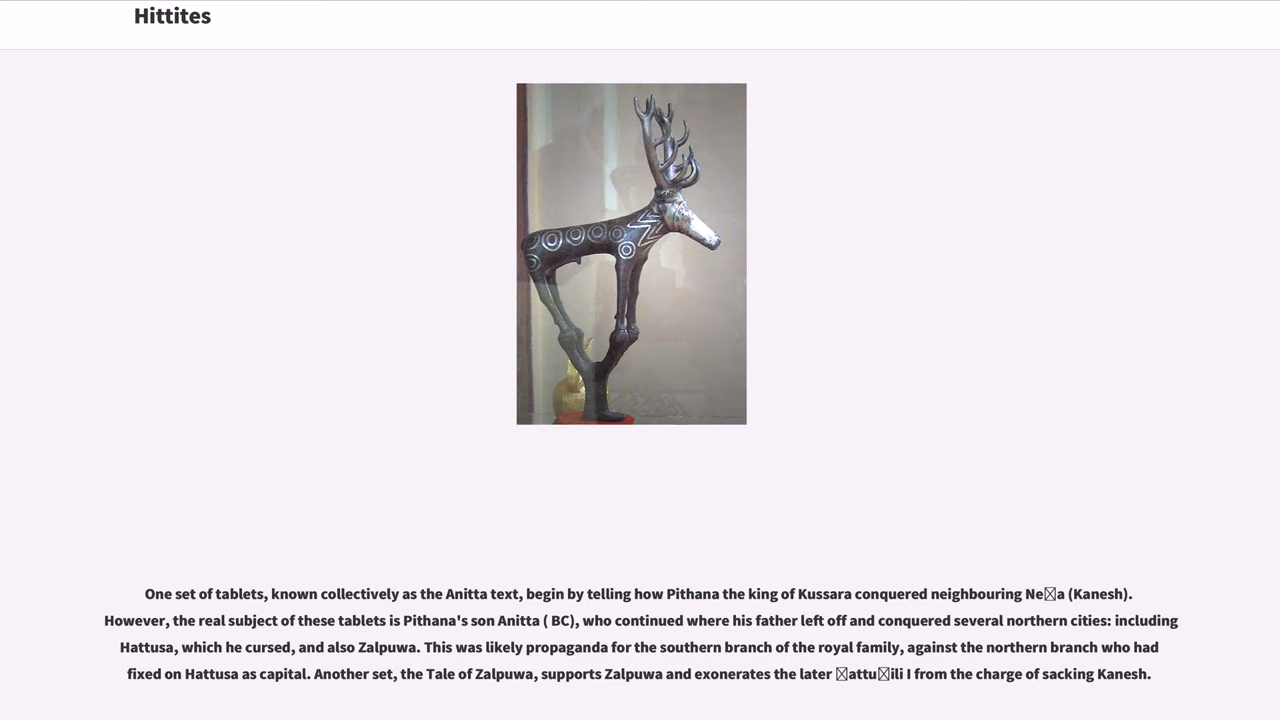 Hittites
One set of tablets, known collectively as the Anitta text, begin by telling how Pithana the king of Kussara conquered neighbouring Ne□a (Kanesh).
However, the real subject of these tablets is Pithana's son Anitta ( BC), who continued where his father left off and conquered several northern cities: including
Hattusa, which he cursed, and also Zalpuwa. This was likely propaganda for the southern branch of the royal family, against the northern branch who had
fixed on Hattusa as capital. Another set, the Tale of Zalpuwa, supports Zalpuwa and exonerates the later □attu□ili I from the charge of sacking Kanesh.